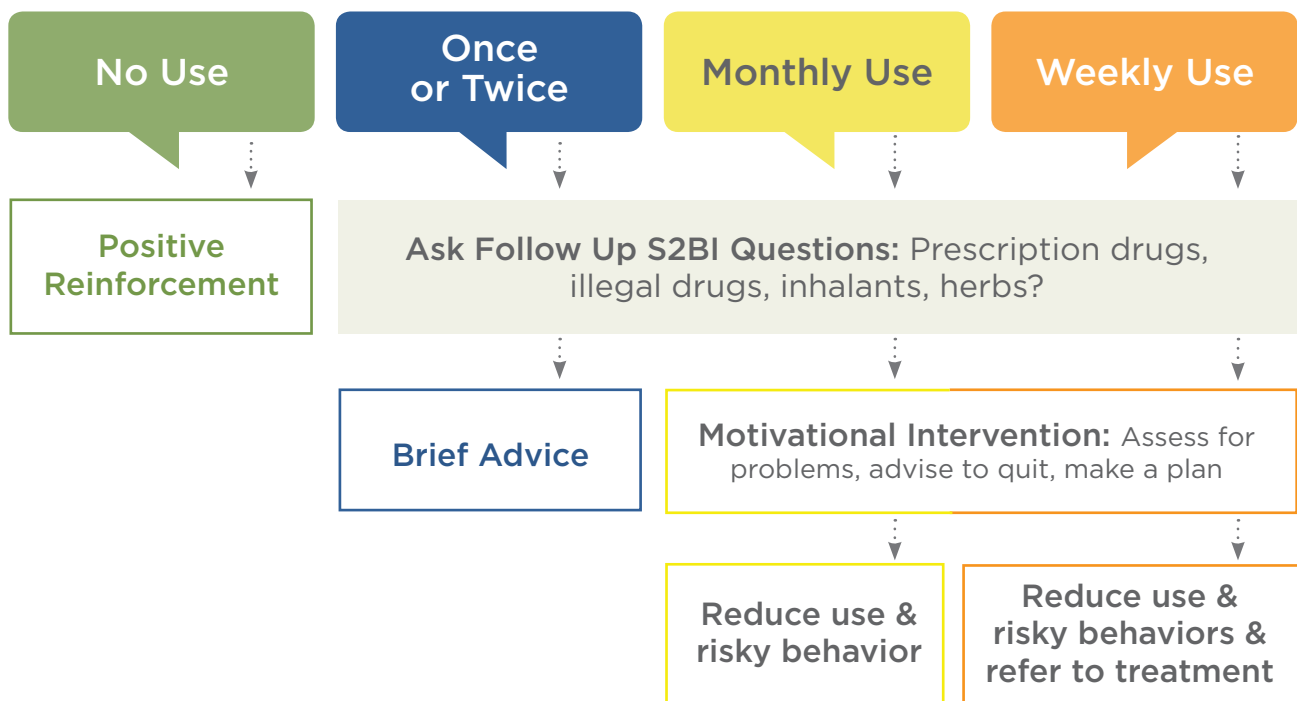 No Use
Once
or Twice
Monthly Use
Weekly Use
Positive
Reinforcement
Ask Follow Up S2BI Questions: Prescription drugs,
illegal drugs, inhalants, herbs?
Brief Advice
Motivational Intervention: Assess for
problems, advise to quit, make a plan
Reduce use &
risky behavior
Reduce use &
risky behaviors &
refer to treatment